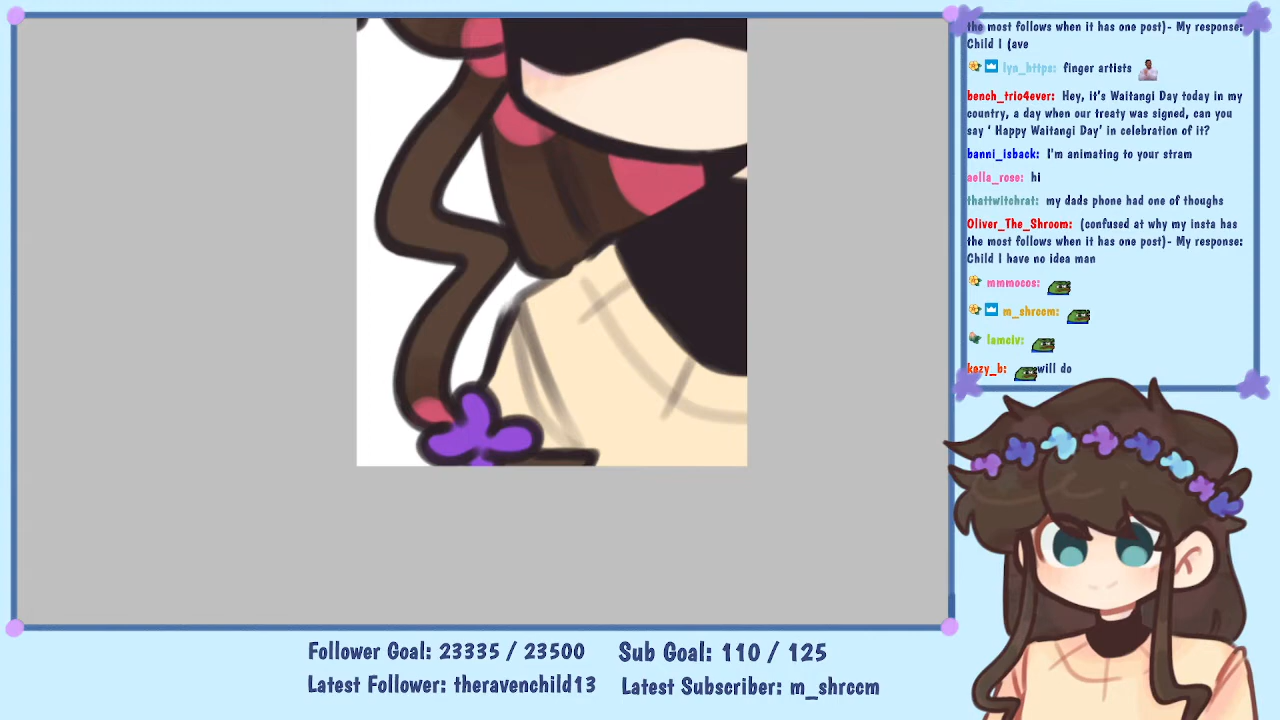 the most follows when it has one post)- My response:
Child I (ave
lyn_https: finger artists
bench_trio4ever: Hey, it's Waitangi Day today in my
country, a day when our treaty was signed, can you
say ' Happy Waitangi Day' in celebration of it?
banni_isback: I'm animating to your stram
aella_rose: hi
thattwitchrat: my dads phone had one of thoughs
Oliver_The_Shroom: (confused at why my insta has
the most follows when it has one post)- My response:
Child I have no idea man
mmmocos:
m_shrccm:
lamciv:
kozy_b: will do
Follower Goal: 23335 / 23500
Sub Goal: 110 / 125
Latest Follower: theravenchild13
Latest Subscriber: m_shrccm